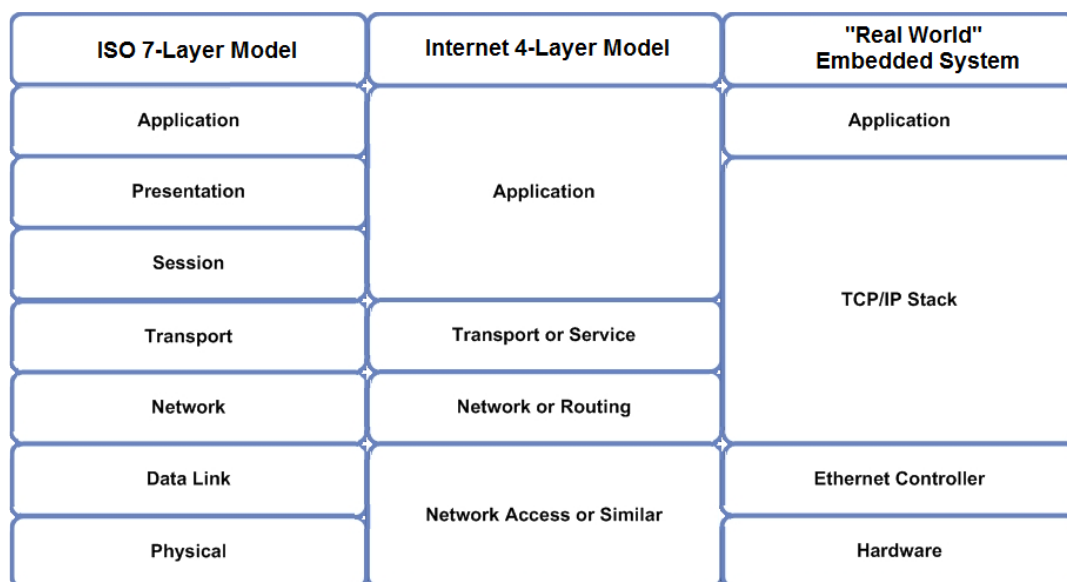 ISO 7-Layer Model
Internet 4-Layer Model
"Real World"
Embedded System
Application
Application
Application
Presentation
Session
TCP/IP Stack
Transport
Transport or Service
Network
Network or Routing
Data Link
Ethernet Controller
Network Access or Similar
Physical
Hardware